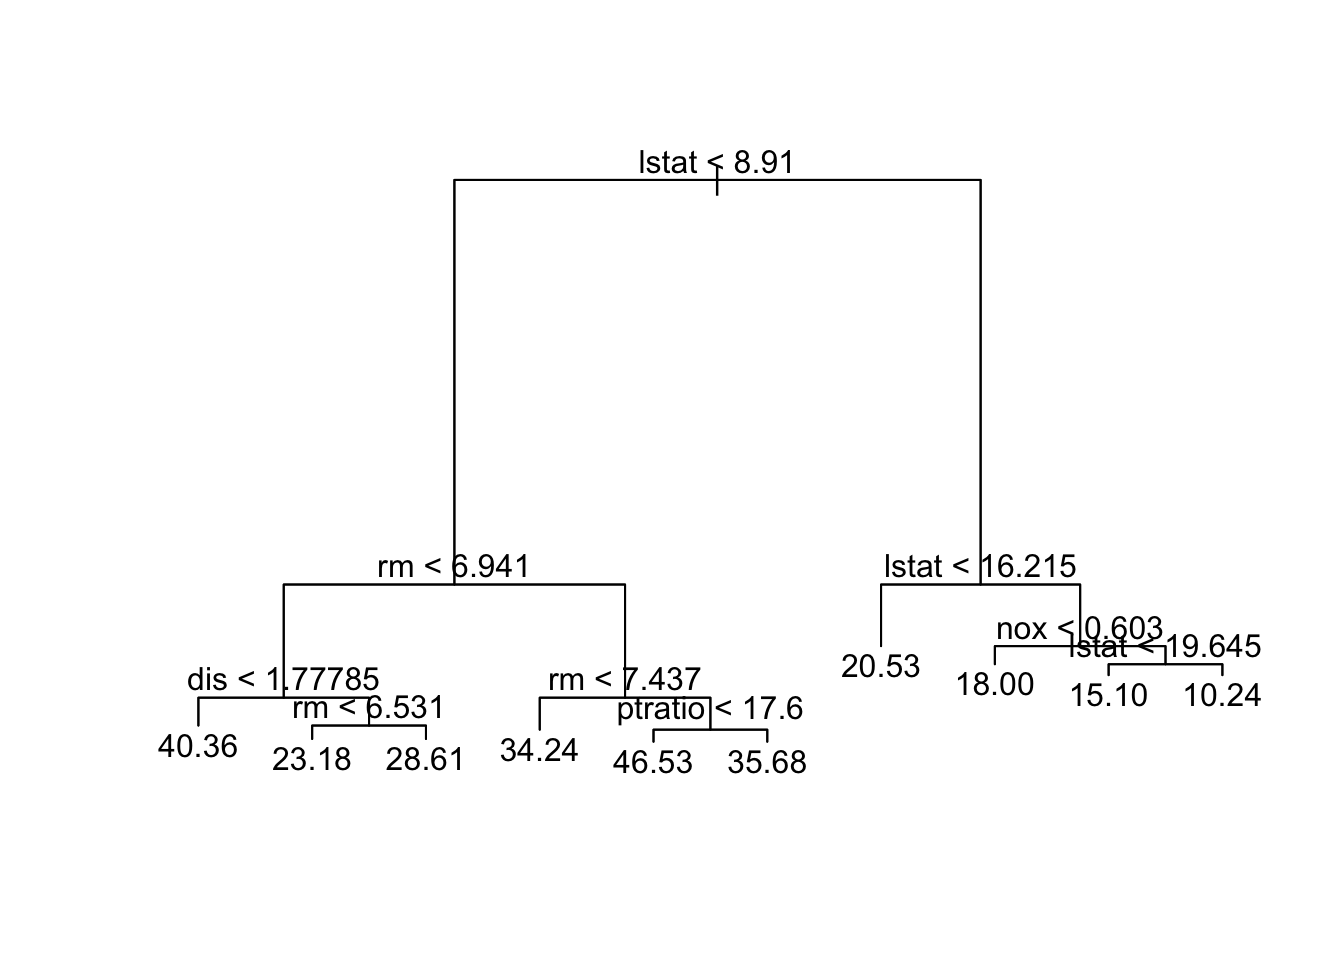 lstat < 8.91
rm < 6.941
lstat < 16.215
nox < 0.603
lstat < 19.645
20.53
18.00
15.10
10.24
dis < 1.77785
rm < 7.437
rm < 6.531
ptratio < 17.6
40.36
23.18
28.61
34.24
46.53
35.68